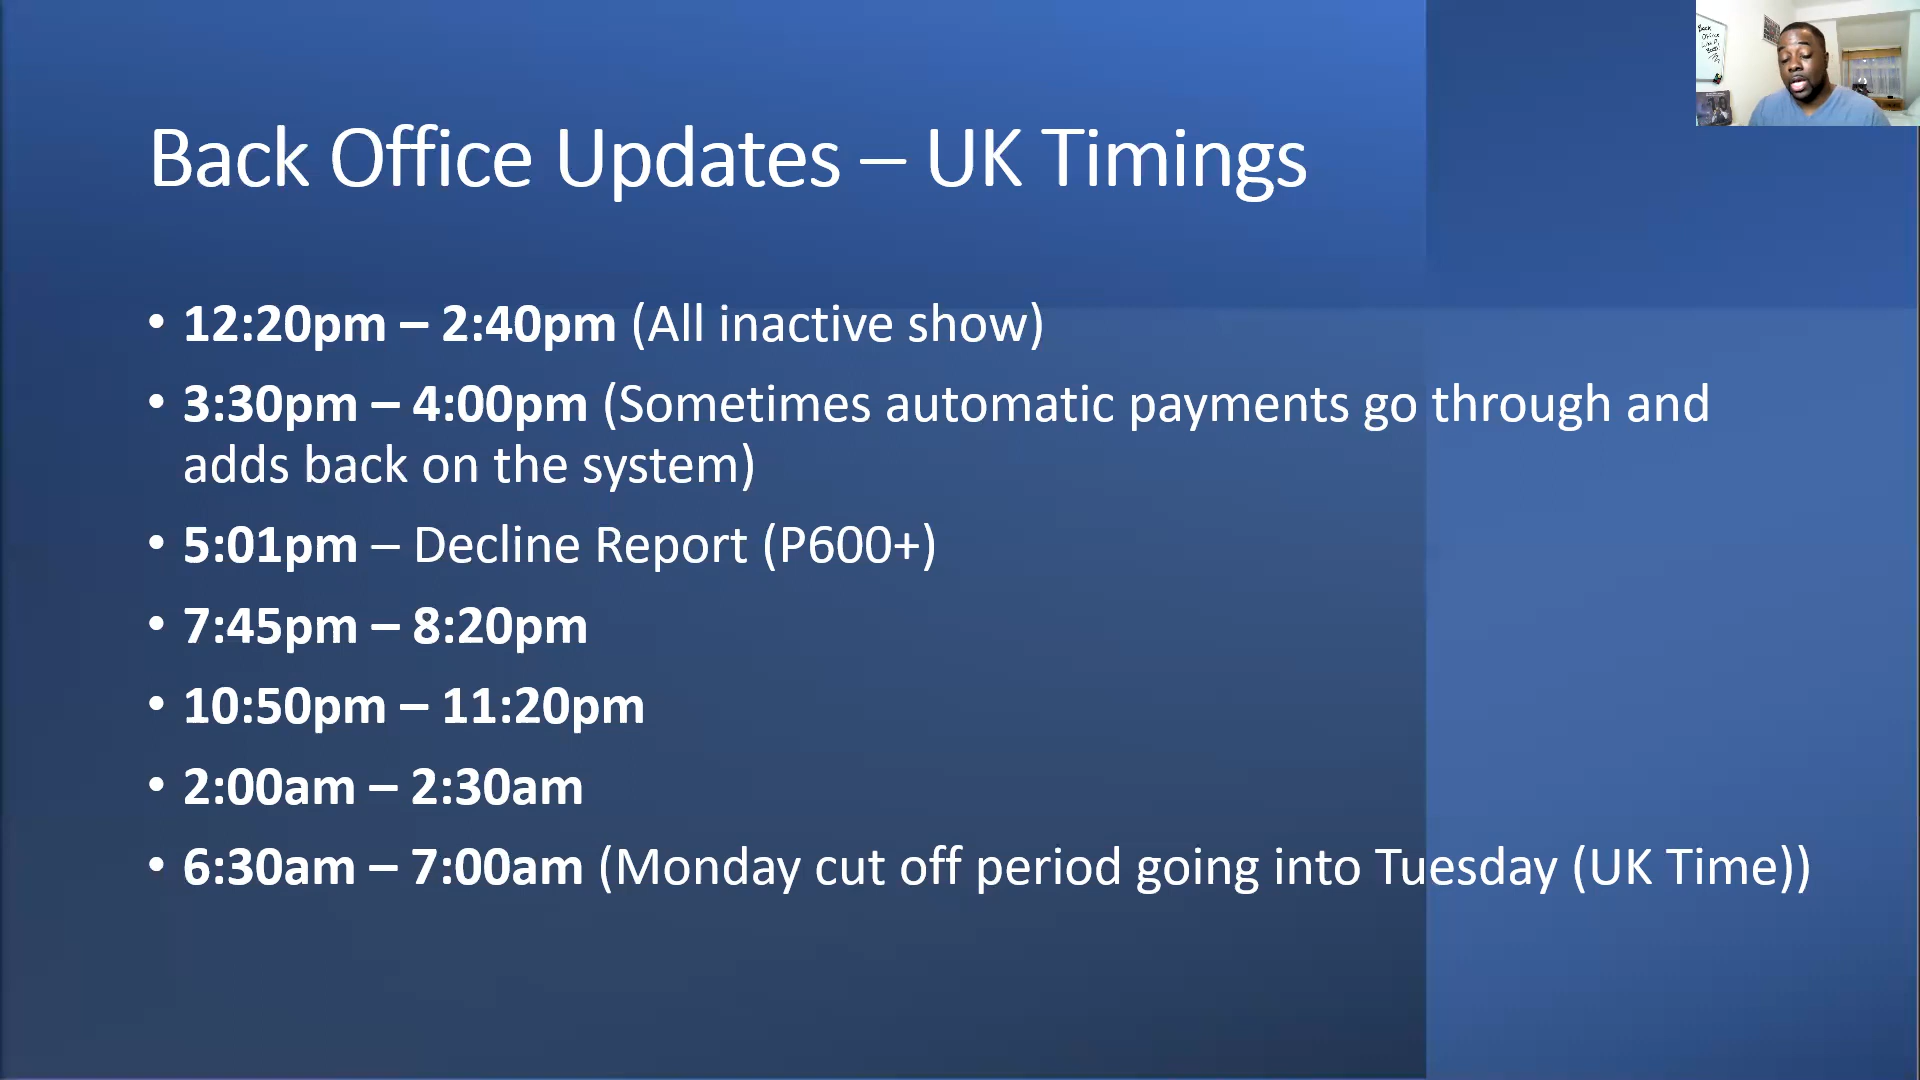 Back Office Updates – UK Timings
• 12:20pm – 2:40pm (All inactive show)
• 3:30pm – 4:00pm (Sometimes automatic payments go through and
adds back on the system)
• 5:01pm – Decline Report (P600+)
• 7:45pm – 8:20pm
• 10:50pm – 11:20pm
• 2:00am – 2:30am
• 6:30am – 7:00am (Monday cut off period going into Tuesday (UK Time))
Back
Office